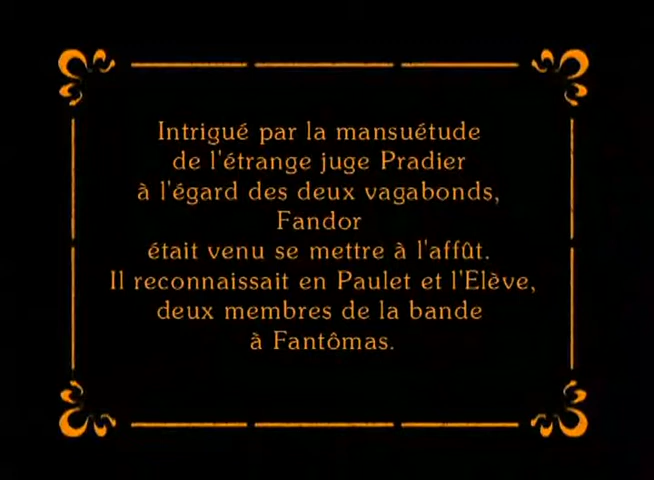 Intrigué par la mansuétude
de l'étrange juge Pradier
à l'égard des deux vagabonds,
Fandor
était venu se mettre à l'affût.
Il reconnaissait en Paulet et l'Elève,
deux membres de la bande
à Fantômas.